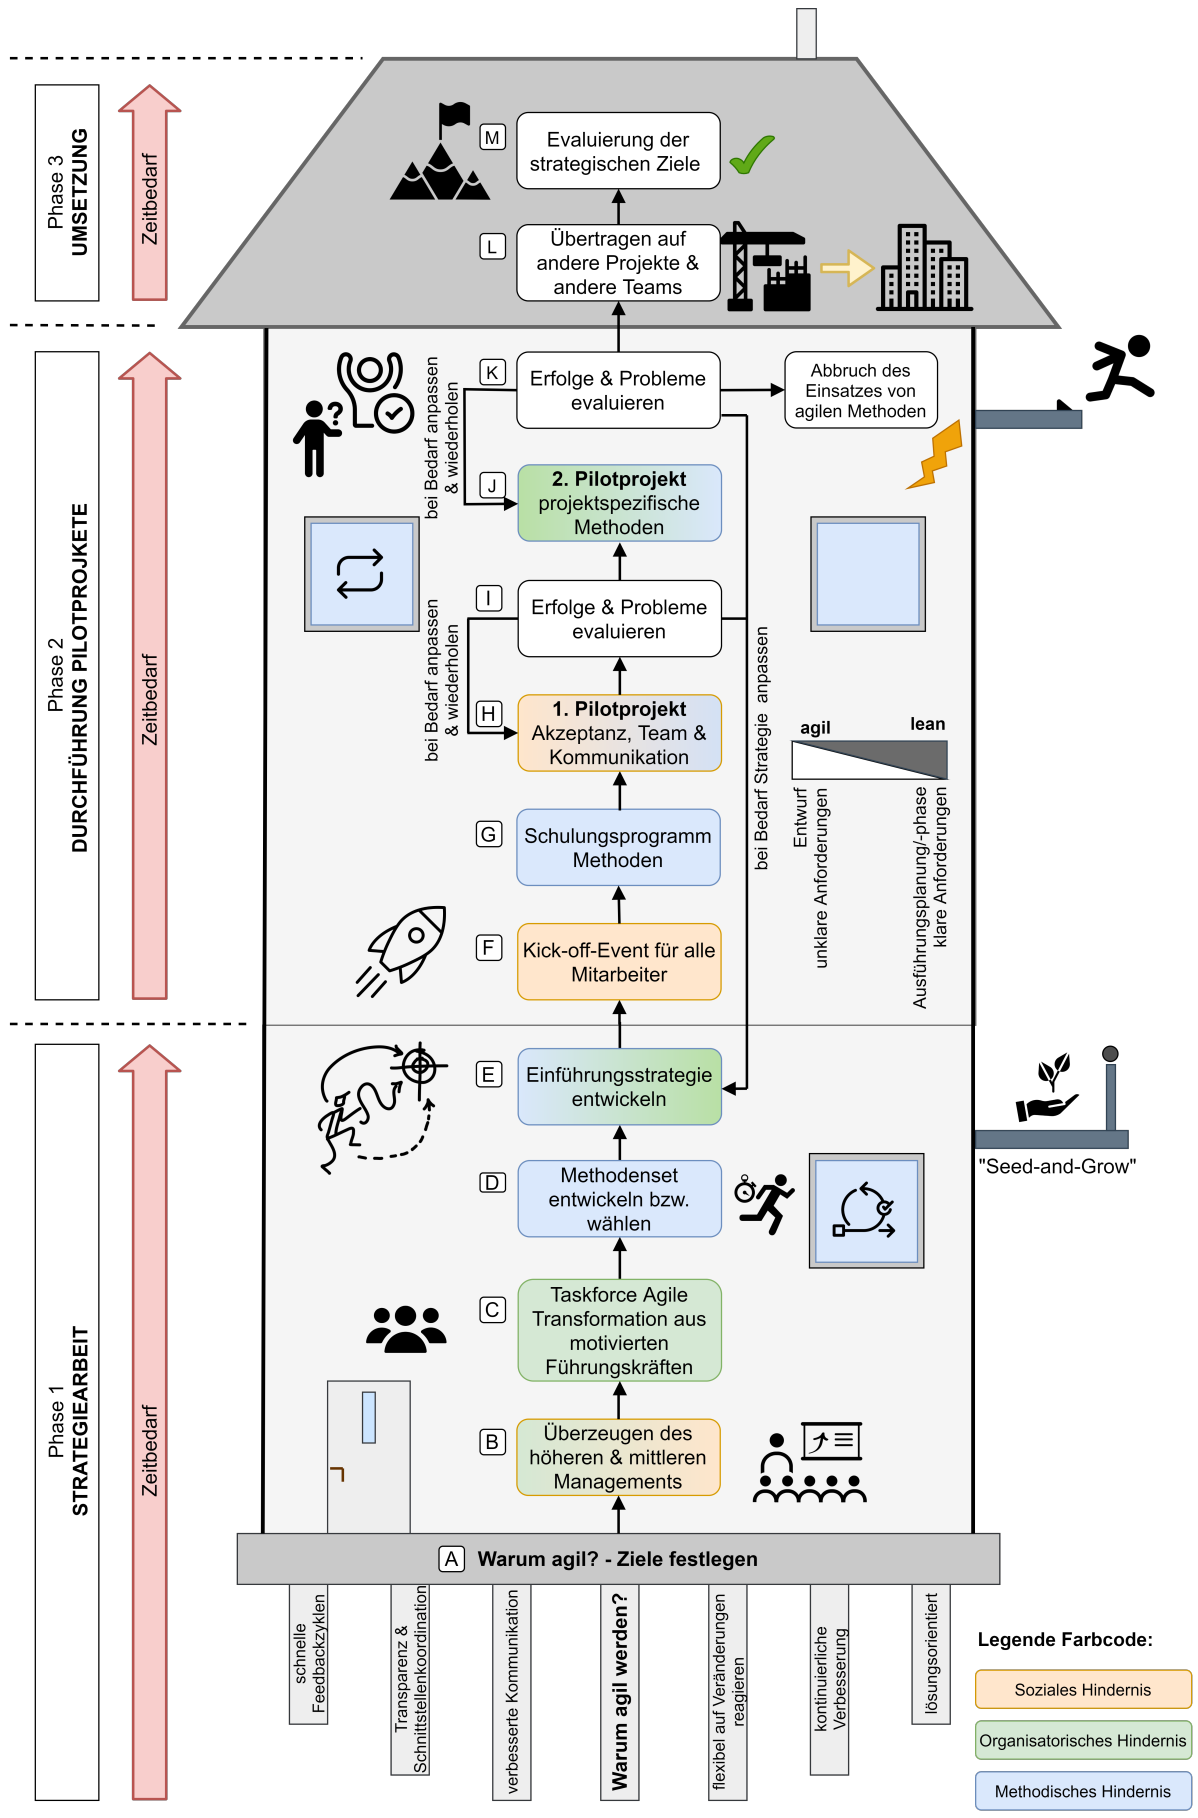 Phase 3
UMSETZUNG
Zeitbedarf
M
Evaluierung der
strategischen Ziele
L
Übertragen auf
andere Projekte &
andere Teams
Phase 2
DURCHFÜHRUNG PILOTPROJKETE
Zeitbedarf
K
Erfolge & Probleme
evaluieren
Abbruch des
Einsatzes von
agilen Methoden
bei Bedarf anpassen
& wiederholen
J
2. Pilotprojekt
projektspezifische
Methoden
I
Erfolge & Probleme
evaluieren
bei Bedarf anpassen
& wiederholen
H
1. Pilotprojekt
Akzeptanz, Team &
Kommunikation
bei Bedarf Strategie anpassen
agil
lean
Entwurf
unklare Anforderungen
Ausführungsplanung/-phase
klare Anforderungen
G
Schulungsprogramm
Methoden
F
Kick-off-Event für alle
Mitarbeiter
Phase 1
STRATEGIEARBEIT
Zeitbedarf
E
Einführungsstrategie
entwickeln
"Seed-and-Grow"
D
Methodenset
entwickeln bzw.
wählen
C
Taskforce Agile
Transformation aus
motivierten
Führungskräften
B
Überzeugen des
höheren & mittleren
Managements
A
Warum agil? - Ziele festlegen
schnelle
Feedbackzyklen
Transparenz &
Schnittstellenkoordination
verbesserte Kommunikation
Warum agil werden?
flexibel auf Veränderungen
reagieren
kontinuierliche
Verbesserung
lösungsorientiert
Legende Farbcode:
Soziales Hindernis
Organisatorisches Hindernis
Methodisches Hindernis